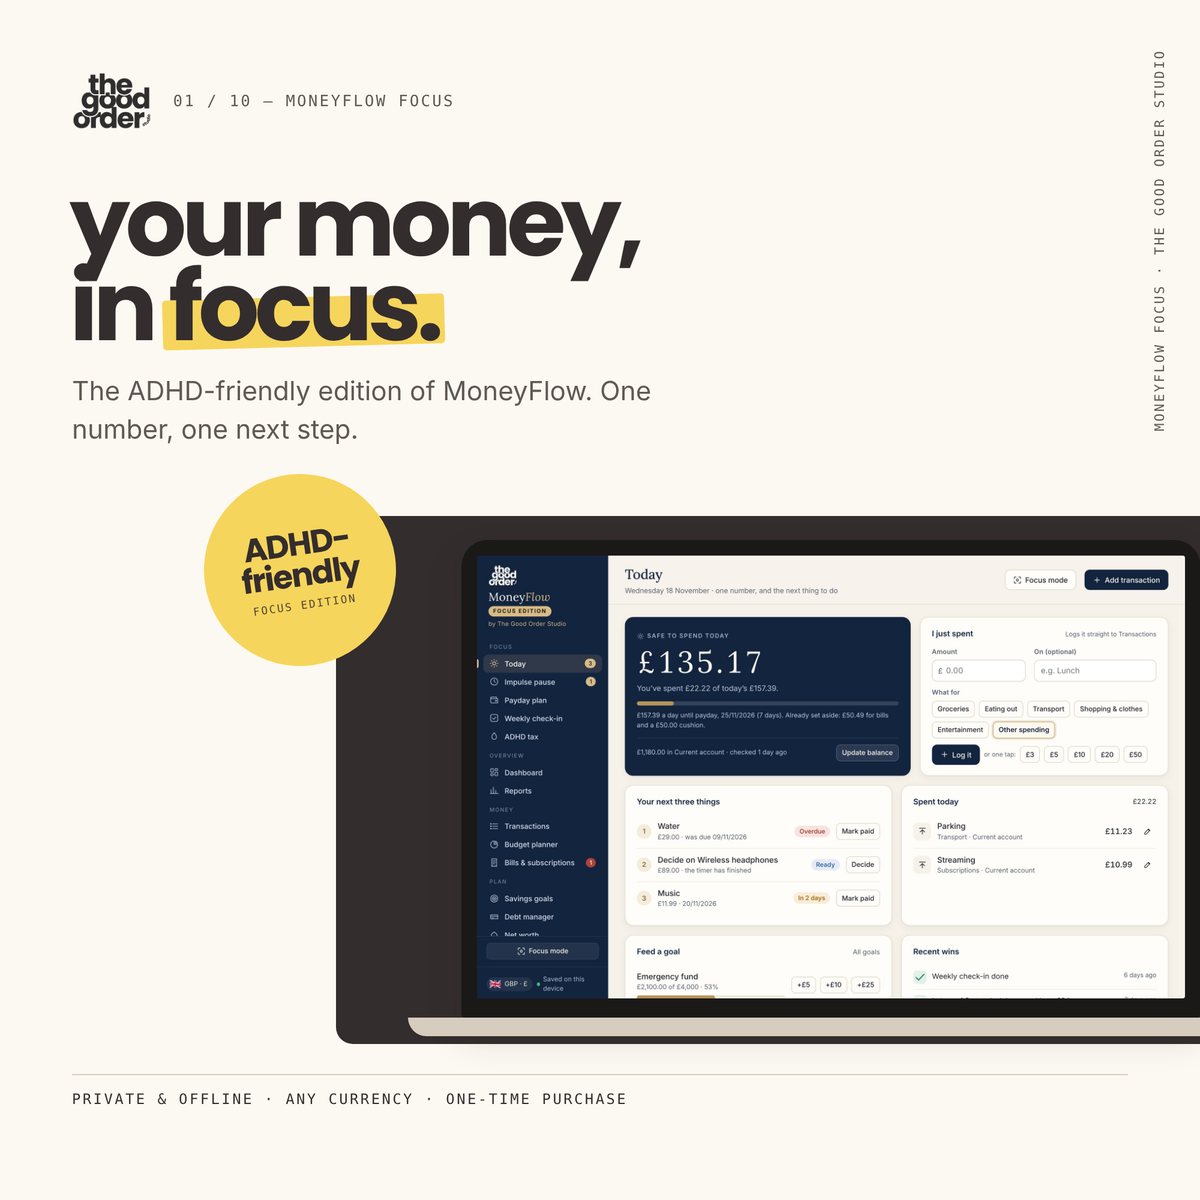 the
good
order
01 / 10 — MONEYFLOW FOCUS
MONEYFLOW FOCUS · THE GOOD ORDER STUDIO
your money,
in focus.
The ADHD-friendly edition of MoneyFlow. One
number, one next step.
ADHD-
friendly
FOCUS EDITION
the
good
order
MoneyFlow
FOCUS EDITION
by The Good Order Studio
FOCUS
Today 3
Impulse pause 1
Payday plan
Weekly check-in
ADHD tax
OVERVIEW
Dashboard
Reports
MONEY
Transactions
Budget planner
Bills & subscriptions 1
PLAN
Savings goals
Debt manager
Net worth
Focus mode
GBP · £
Saved on this
device
Today
Wednesday 18 November · one number, and the next thing to do
Focus mode
+ Add transaction
SAFE TO SPEND TODAY
£135.17
You've spent £22.22 of today's £157.39.
£157.39 a day until payday, 25/11/2026 (7 days). Already set aside: £50.49 for bills
and a £50.00 cushion.
£1,180.00 in Current account · checked 1 day ago
Update balance
I just spent
Logs it straight to Transactions
Amount
On (optional)
£ 0.00
e.g. Lunch
What for
Groceries
Eating out
Transport
Shopping & clothes
Entertainment
Other spending
+ Log it
or one tap:
£3
£5
£10
£20
£50
Your next three things
1
Water
£29.00 · was due 09/11/2026
Overdue
Mark paid
2
Decide on Wireless headphones
£89.00 · the timer has finished
Ready
Decide
3
Music
£11.99 · 20/11/2026
In 2 days
Mark paid
Spent today
£22.22
Parking
Transport · Current account
£11.23
Streaming
Subscriptions · Current account
£10.99
Feed a goal
All goals
Emergency fund
£2,100.00 of £4,000 · 53%
+£5
+£10
+£25
Recent wins
Weekly check-in done
6 days ago
PRIVATE & OFFLINE · ANY CURRENCY · ONE-TIME PURCHASE